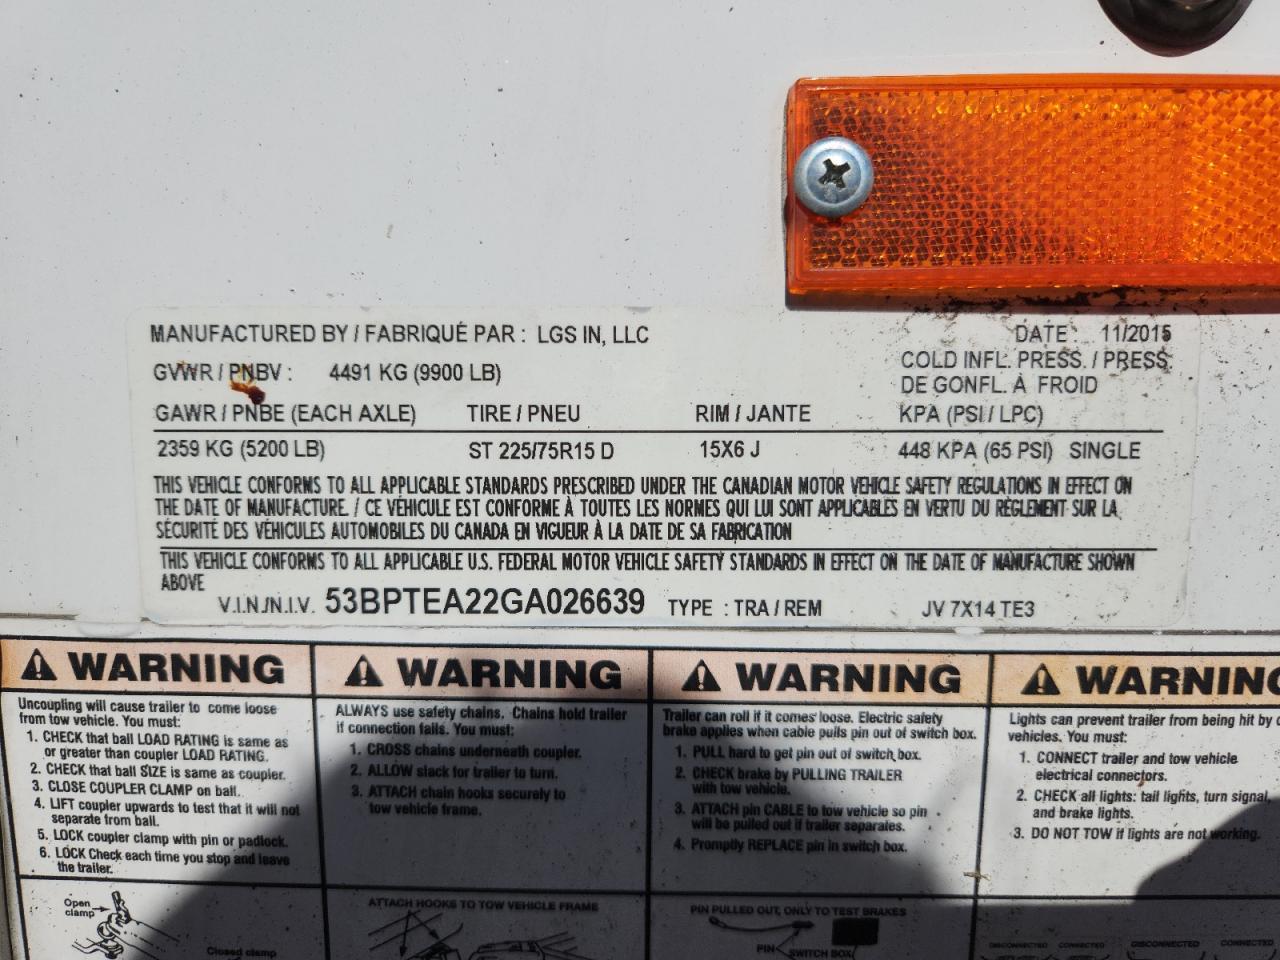 MANUFACTURED BY / FABRIQUÉ PAR : LGS IN, LLC
DATE : 11/2015
GVWR / PNBV : 4491 KG (9900 LB)
COLD INFL. PRESS. / PRESS.
DE GONFL. À FROID
GAWR / PNBE (EACH AXLE) TIRE / PNEU RIM / JANTE KPA (PSI / LPC)
2359 KG (5200 LB) ST 225/75R15 D 15X6 J 448 KPA (65 PSI) SINGLE
THIS VEHICLE CONFORMS TO ALL APPLICABLE STANDARDS PRESCRIBED UNDER THE CANADIAN MOTOR VEHICLE SAFETY REGULATIONS IN EFFECT ON
THE DATE OF MANUFACTURE. / CE VÉHICULE EST CONFORME À TOUTES LES NORMES QUI LUI SONT APPLICABLES EN VERTU DU RÈGLEMENT SUR LA
SÉCURITÉ DES VÉHICULES AUTOMOBILES DU CANADA EN VIGUEUR À LA DATE DE SA FABRICATION
THIS VEHICLE CONFORMS TO ALL APPLICABLE U.S. FEDERAL MOTOR VEHICLE SAFETY STANDARDS IN EFFECT ON THE DATE OF MANUFACTURE SHOWN
ABOVE
V.I.N./N.I.V. 53BPTEA22GA026639 TYPE : TRA / REM JV 7X14 TE3
WARNING
Uncoupling will cause trailer to come loose
from tow vehicle. You must:
1. CHECK that ball LOAD RATING is same as
or greater than coupler LOAD RATING.
2. CHECK that ball SIZE is same as coupler.
3. CLOSE COUPLER CLAMP on ball.
4. LIFT coupler upwards to test that it will not
separate from ball.
5. LOCK coupler clamp with pin or padlock.
6. LOCK Check each time you stop and leave
the trailer.
Open
clamp
Closed clamp
WARNING
ALWAYS use safety chains. Chains hold trailer
if connection fails. You must:
1. CROSS chains underneath coupler.
2. ALLOW slack for trailer to turn.
3. ATTACH chain hooks securely to
tow vehicle frame.
ATTACH HOOKS TO TOW VEHICLE FRAME
WARNING
Trailer can roll if it comes loose. Electric safety
brake applies when cable pulls pin out of switch box.
1. PULL hard to get pin out of switch box.
2. CHECK brake by PULLING TRAILER
with tow vehicle.
3. ATTACH pin CABLE to tow vehicle so pin
will be pulled out if trailer separates.
4. Promptly REPLACE pin in switch box.
PIN PULLED OUT, ONLY TO TEST BRAKES
PIN
SWITCH BOX
WARNING
Lights can prevent trailer from being hit by
vehicles. You must:
1. CONNECT trailer and tow vehicle
electrical connectors.
2. CHECK all lights: tail lights, turn signal,
and brake lights.
3. DO NOT TOW if lights are not working.
DISCONNECTED CONNECTED DISCONNECTED CONNECTED